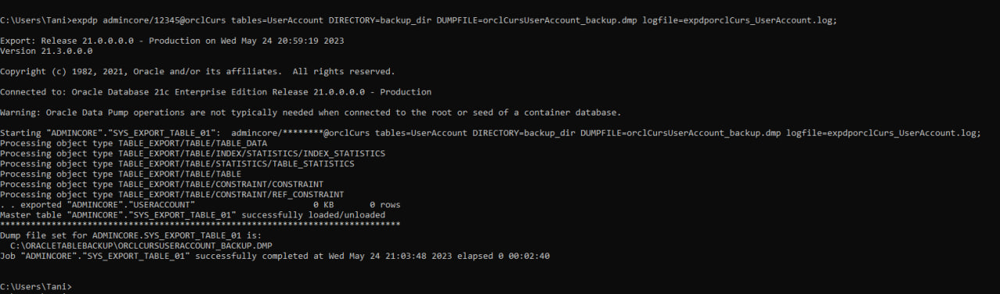 C:\Users\Tani>expdp admincore/12345@orclCurs tables=UserAccount DIRECTORY=backup_dir DUMPFILE=orclCursUserAccount_backup.dmp logfile=expdporclCurs_UserAccount.log;
Export: Release 21.0.0.0.0 - Production on Wed May 24 20:59:19 2023
Version 21.3.0.0.0
Copyright (c) 1982, 2021, Oracle and/or its affiliates.  All rights reserved.
Connected to: Oracle Database 21c Enterprise Edition Release 21.0.0.0.0 - Production
Warning: Oracle Data Pump operations are not typically needed when connected to the root or seed of a container database.
Starting "ADMINCORE"."SYS_EXPORT_TABLE_01":  admincore/********@orclCurs tables=UserAccount DIRECTORY=backup_dir DUMPFILE=orclCursUserAccount_backup.dmp logfile=expdporclCurs_UserAccount.log;
Processing object type TABLE_EXPORT/TABLE/TABLE_DATA
Processing object type TABLE_EXPORT/TABLE/INDEX/STATISTICS/INDEX_STATISTICS
Processing object type TABLE_EXPORT/TABLE/STATISTICS/TABLE_STATISTICS
Processing object type TABLE_EXPORT/TABLE/TABLE
Processing object type TABLE_EXPORT/TABLE/CONSTRAINT/CONSTRAINT
Processing object type TABLE_EXPORT/TABLE/CONSTRAINT/REF_CONSTRAINT
. . exported "ADMINCORE"."USERACCOUNT"                       0 KB       0 rows
Master table "ADMINCORE"."SYS_EXPORT_TABLE_01" successfully loaded/unloaded
******************************************************************************
Dump file set for ADMINCORE.SYS_EXPORT_TABLE_01 is:
  C:\ORACLETABLEBACKUP\ORCLCURSUSERACCOUNT_BACKUP.DMP
Job "ADMINCORE"."SYS_EXPORT_TABLE_01" successfully completed at Wed May 24 21:03:48 2023 elapsed 0 00:02:40
C:\Users\Tani>